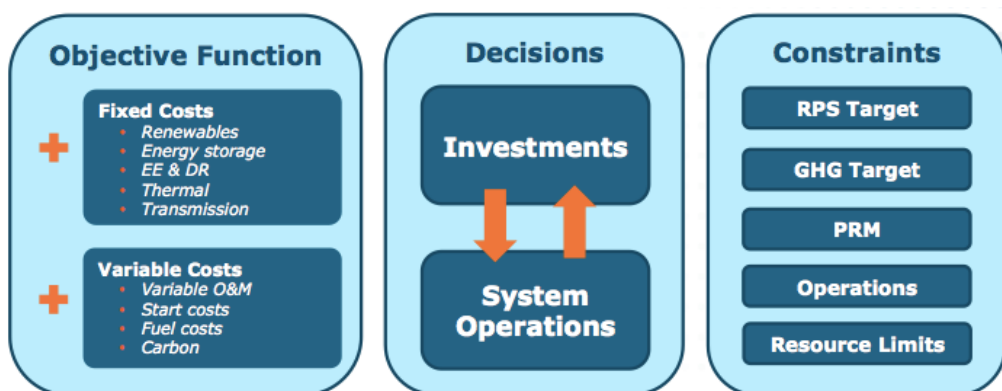 Objective Function
Fixed Costs
• Renewables
• Energy storage
• EE & DR
• Thermal
• Transmission
Variable Costs
• Variable O&M
• Start costs
• Fuel costs
• Carbon
Decisions
Investments
System
Operations
Constraints
RPS Target
GHG Target
PRM
Operations
Resource Limits